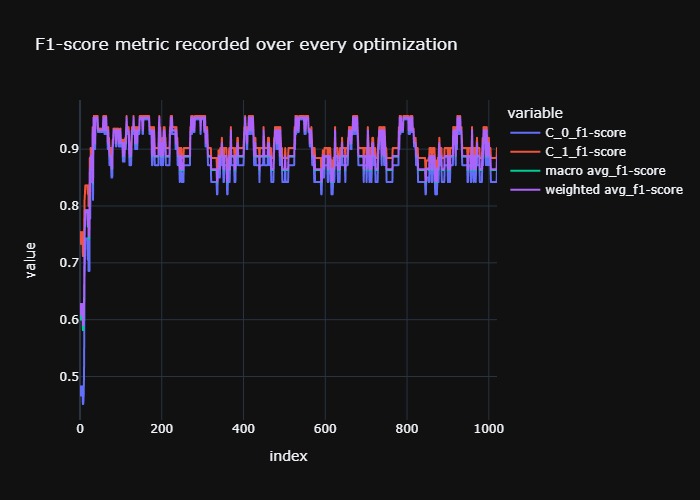 F1-score metric recorded over every optimization
variable
C_0_f1-score
C_1_f1-score
macro avg_f1-score
weighted avg_f1-score
value
0.9
0.8
0.7
0.6
0.5
0 200 400 600 800 1000
index